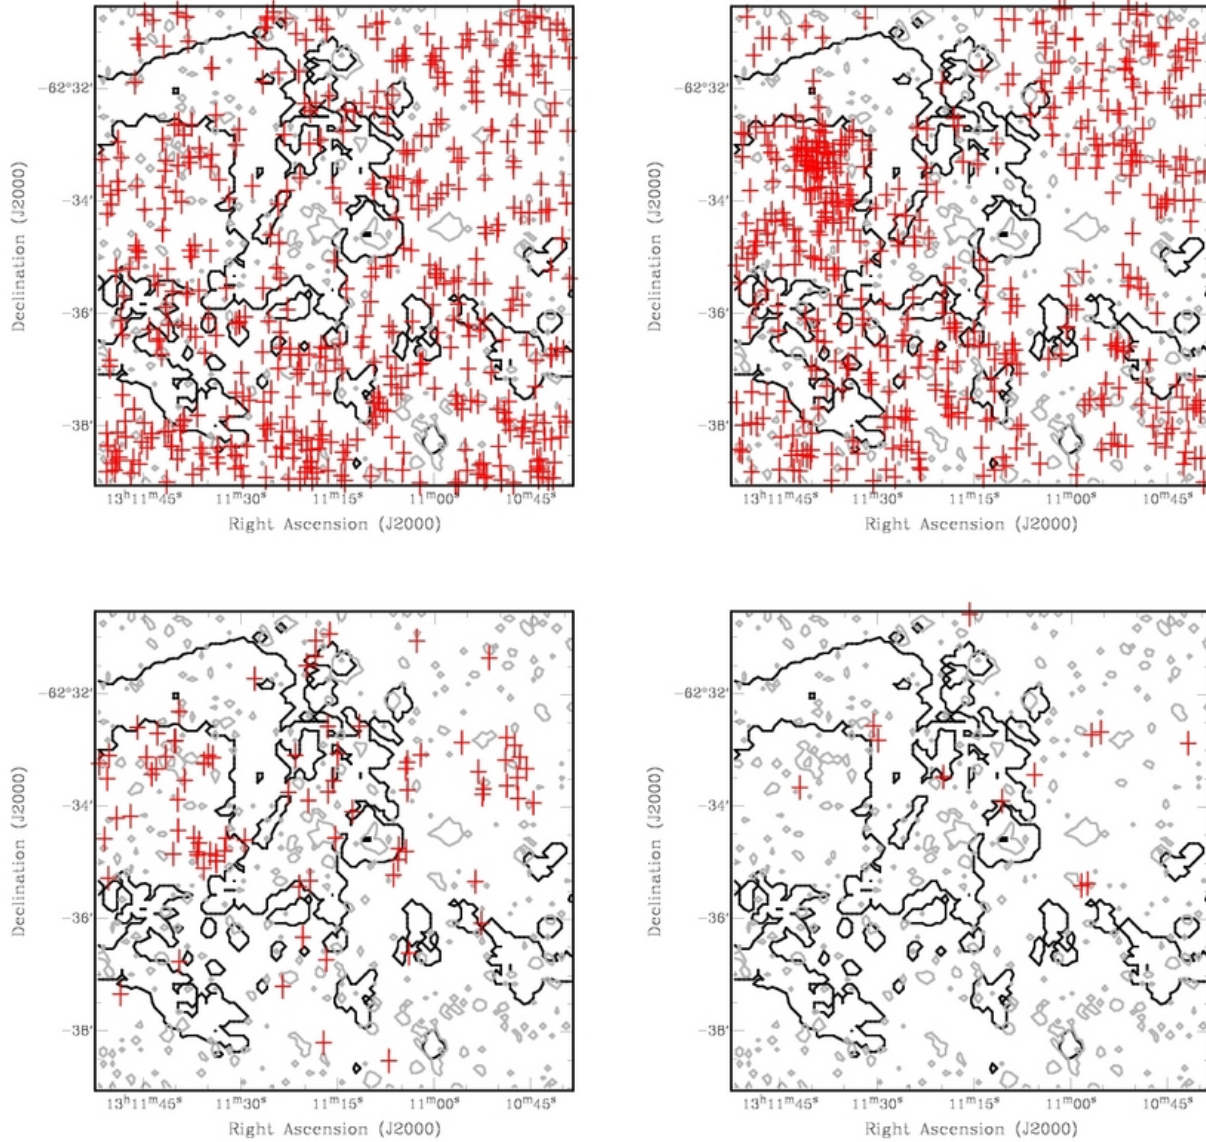 −62°32′
−62°32′
−34′
−34′
−36′
−36′
−38′
−38′
Declination (J2000)
Declination (J2000)
13ʰ11ᵐ45ˢ 11ᵐ30ˢ 11ᵐ15ˢ 11ᵐ00ˢ 10ᵐ45ˢ
13ʰ11ᵐ45ˢ 11ᵐ30ˢ 11ᵐ15ˢ 11ᵐ00ˢ 10ᵐ45ˢ
Right Ascension (J2000)
Right Ascension (J2000)
−62°32′
−62°32′
−34′
−34′
−36′
−36′
−38′
−38′
Declination (J2000)
Declination (J2000)
13ʰ11ᵐ45ˢ 11ᵐ30ˢ 11ᵐ15ˢ 11ᵐ00ˢ 10ᵐ45ˢ
13ʰ11ᵐ45ˢ 11ᵐ30ˢ 11ᵐ15ˢ 11ᵐ00ˢ 10ᵐ45ˢ
Right Ascension (J2000)
Right Ascension (J2000)